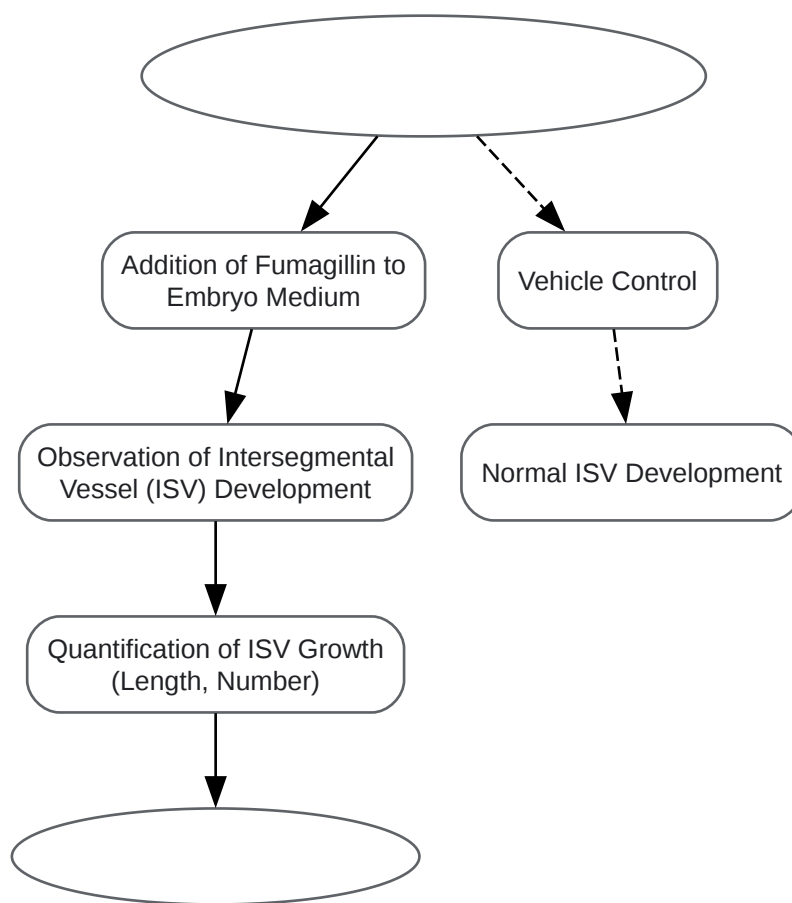 Addition of Fumagillin to
Embryo Medium
Vehicle Control
Observation of Intersegmental
Vessel (ISV) Development
Normal ISV Development
Quantification of ISV Growth
(Length, Number)